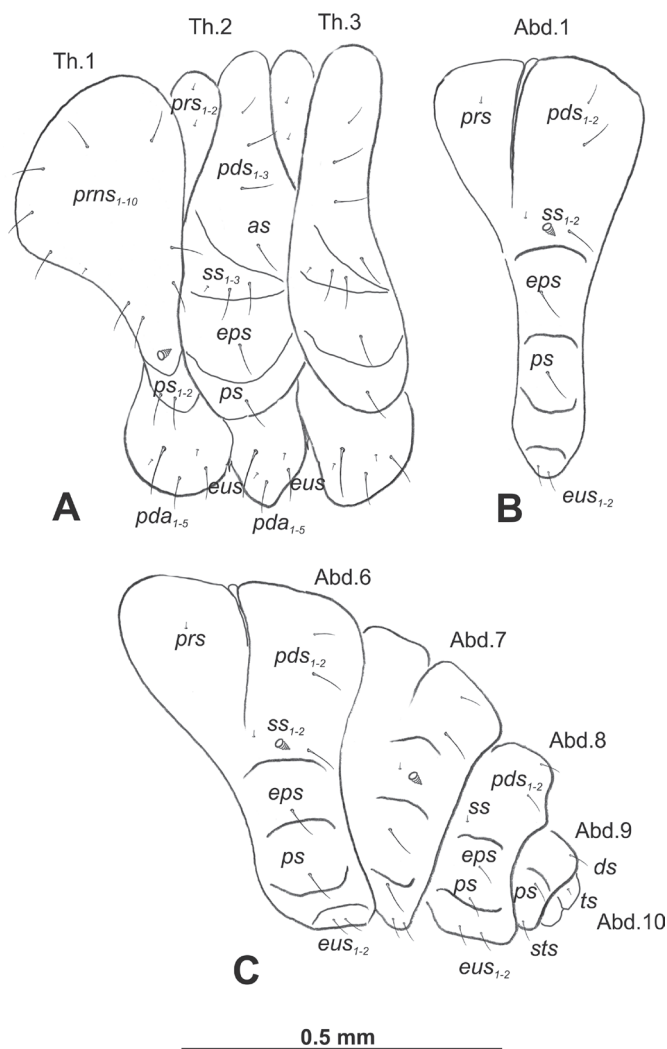 Th.1 Th.2 Th.3
prs1-2
pds1-3
prns1-10
as
ss1-3
eps
ps1-2
ps
eus eus
pda1-5 pda1-5
A
Abd.1
prs pds1-2
ss1-2
eps
ps
eus1-2
B
Abd.6
Abd.7
Abd.8
Abd.9
Abd.10
prs
pds1-2
ss1-2
eps
ps
eus1-2
pds1-2
ss
eps
ps
eus1-2
ps
sts
ds
ts
C
0.5 mm